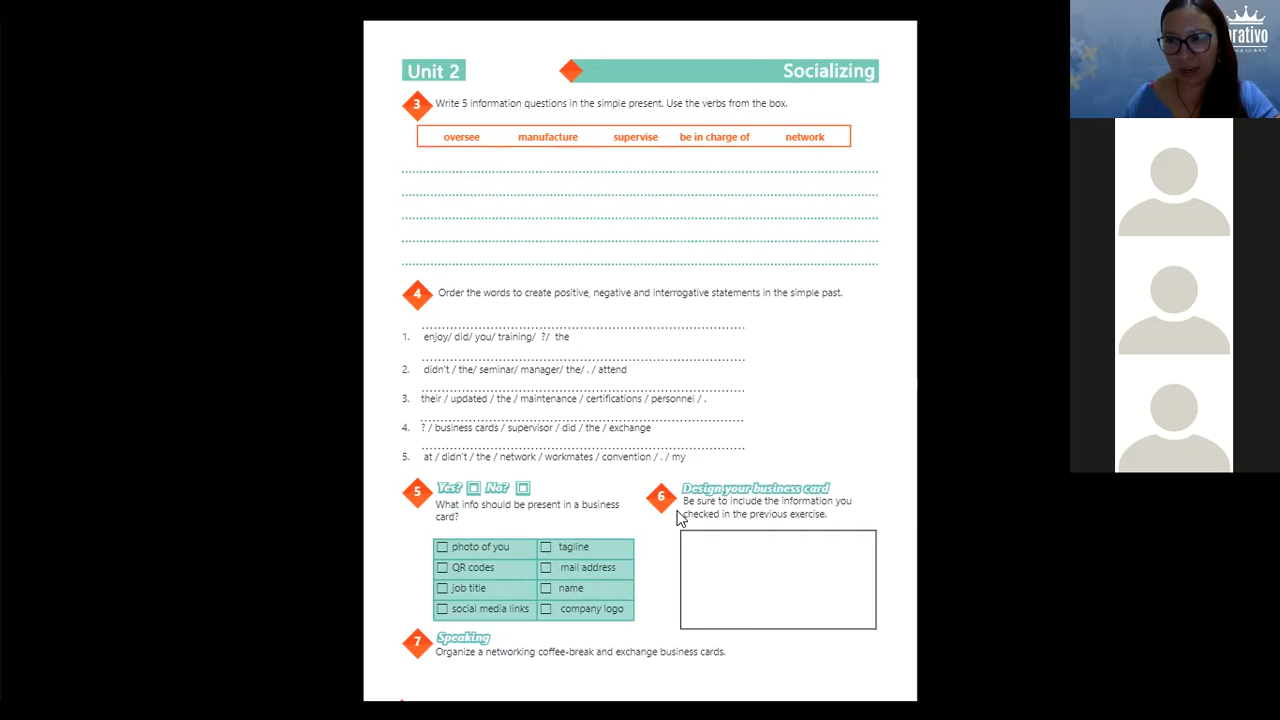 Unit 2
Socializing
3 Write 5 information questions in the simple present. Use the verbs from the box.
oversee manufacture supervise be in charge of network
4 Order the words to create positive, negative and interrogative statements in the simple past.
1. enjoy/ did/ you/ training/ ?/ the
2. didn't / the/ seminar/ manager/ the/ . / attend
3. their / updated / the / maintenance / certifications / personnel / .
4. ? / business cards / supervisor / did / the / exchange
5. at / didn't / the / network / workmates / convention / . / my
5 Yes? No?
What info should be present in a business
card?
photo of you tagline
QR codes mail address
job title name
social media links company logo
6 Design your business card
Be sure to include the information you
checked in the previous exercise.
7 Speaking
Organize a networking coffee-break and exchange business cards.